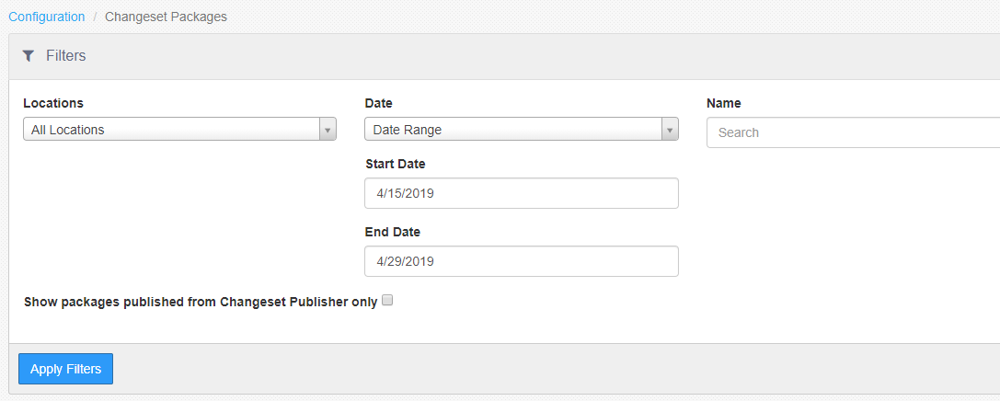 Configuration / Changeset Packages
Filters
Locations
All Locations
Date
Date Range
Start Date
4/15/2019
End Date
4/29/2019
Name
Search
Show packages published from Changeset Publisher only
Apply Filters